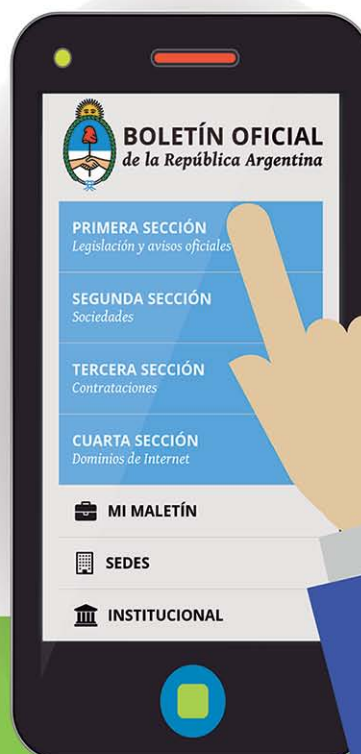 BOLETÍN OFICIAL
de la República Argentina
PRIMERA SECCIÓN
Legislación y avisos oficiales
SEGUNDA SECCIÓN
Sociedades
TERCERA SECCIÓN
Contrataciones
CUARTA SECCIÓN
Dominios de Internet
MI MALETÍN
SEDES
INSTITUCIONAL